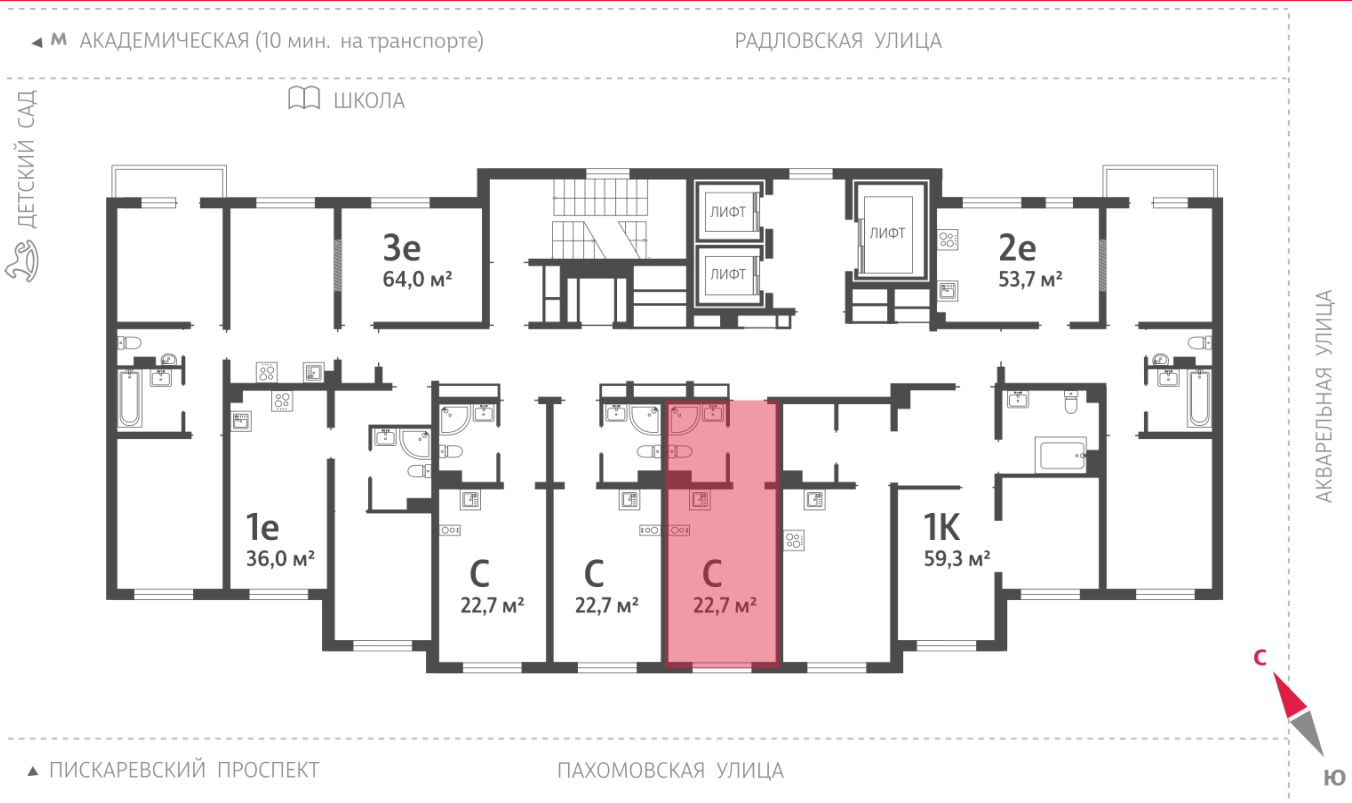 М АКАДЕМИЧЕСКАЯ (10 мин. на транспорте)
РАДЛОВСКАЯ УЛИЦА
ШКОЛА
ДЕТСКИЙ САД
ЛИФТ
ЛИФТ
ЛИФТ
3е
64,0 м²
2е
53,7 м²
1е
36,0 м²
С
22,7 м²
С
22,7 м²
С
22,7 м²
1К
59,3 м²
АКВАРЕЛЬНАЯ УЛИЦА
С
Ю
ПИСКАРЕВСКИЙ ПРОСПЕКТ
ПАХОМОВСКАЯ УЛИЦА